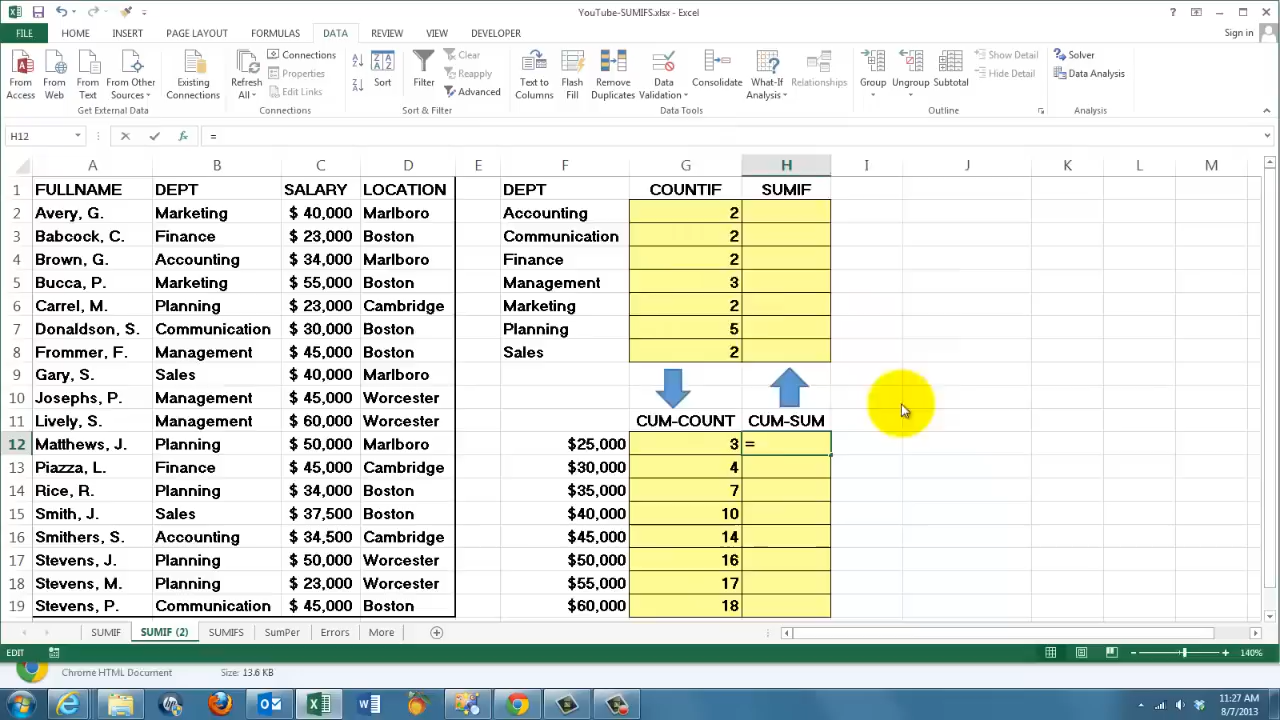 YouTube-SUMIFS.xlsx - Excel
FILE HOME INSERT PAGE LAYOUT FORMULAS DATA REVIEW VIEW DEVELOPER Sign in
From Access
From Web
From Text
From Other Sources
Get External Data
Existing Connections
Refresh All
Connections
Properties
Edit Links
Connections
Sort
Filter
Clear
Reapply
Advanced
Sort & Filter
Text to Columns
Flash Fill
Remove Duplicates
Data Validation
Consolidate
What-If Analysis
Relationships
Data Tools
Group
Ungroup
Subtotal
Show Detail
Hide Detail
Outline
Solver
Data Analysis
Analysis
H12 fx =
A B C D E F G H I J K L M
1 FULLNAME DEPT SALARY LOCATION DEPT COUNTIF SUMIF
2 Avery, G. Marketing $ 40,000 Marlboro Accounting 2
3 Babcock, C. Finance $ 23,000 Boston Communication 2
4 Brown, G. Accounting $ 34,000 Marlboro Finance 2
5 Bucca, P. Marketing $ 55,000 Boston Management 3
6 Carrel, M. Planning $ 23,000 Cambridge Marketing 2
7 Donaldson, S. Communication $ 30,000 Boston Planning 5
8 Frommer, F. Management $ 45,000 Boston Sales 2
9 Gary, S. Sales $ 40,000 Marlboro
10 Josephs, P. Management $ 45,000 Worcester
11 Lively, S. Management $ 60,000 Worcester CUM-COUNT CUM-SUM
12 Matthews, J. Planning $ 50,000 Marlboro $25,000 3 =
13 Piazza, L. Finance $ 45,000 Cambridge $30,000 4
14 Rice, R. Planning $ 34,000 Boston $35,000 7
15 Smith, J. Sales $ 37,500 Boston $40,000 10
16 Smithers, S. Accounting $ 34,500 Cambridge $45,000 14
17 Stevens, J. Planning $ 50,000 Worcester $50,000 16
18 Stevens, M. Planning $ 23,000 Worcester $55,000 17
19 Stevens, P. Communication $ 45,000 Boston $60,000 18
SUMIF SUMIF (2) SUMIFS SumPer Errors More
EDIT 140%
Chrome HTML Document Size: 13.6 KB
11:27 AM
8/7/2013